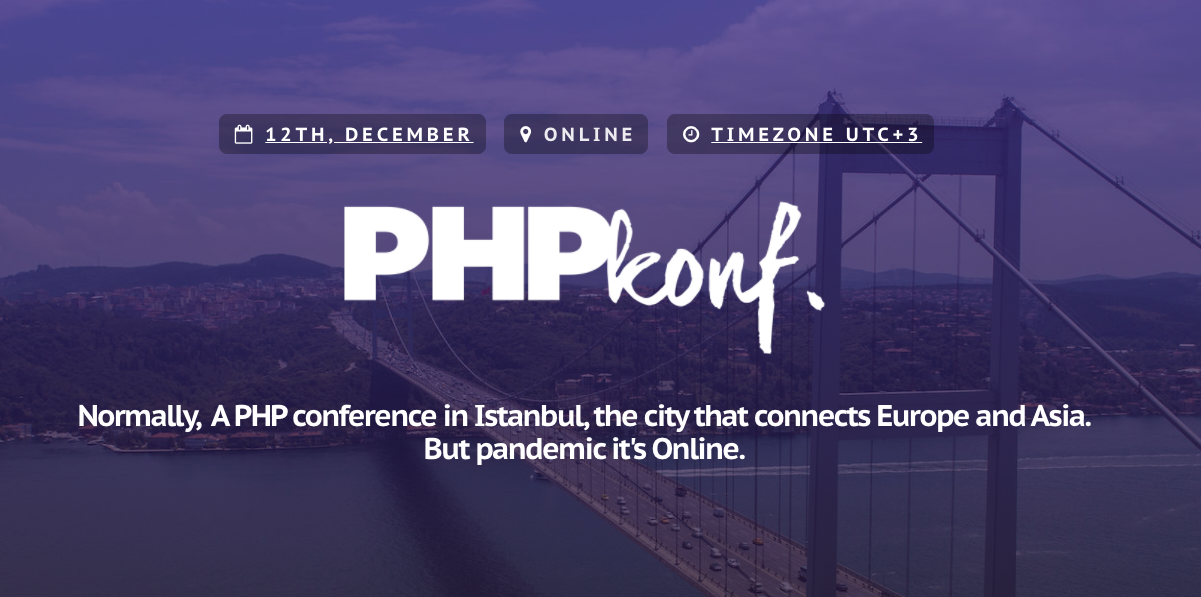 12TH, DECEMBER ONLINE TIMEZONE UTC+3
PHPkonf.
Normally, A PHP conference in Istanbul, the city that connects Europe and Asia.
But pandemic it's Online.